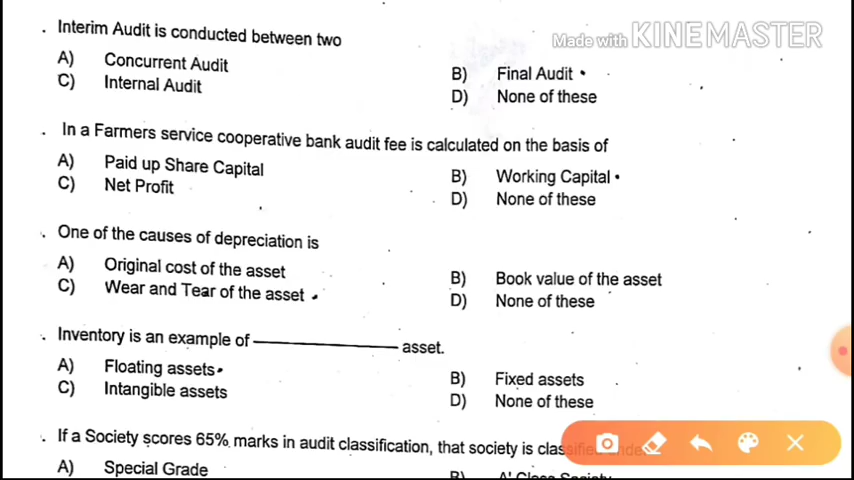 Made with KINEMASTER
. Interim Audit is conducted between two
A) Concurrent Audit
B) Final Audit •
C) Internal Audit
D) None of these
. In a Farmers service cooperative bank audit fee is calculated on the basis of
A) Paid up Share Capital
B) Working Capital •
C) Net Profit
D) None of these
. One of the causes of depreciation is
A) Original cost of the asset
B) Book value of the asset
C) Wear and Tear of the asset •
D) None of these
. Inventory is an example of ____________ asset.
A) Floating assets •
B) Fixed assets
C) Intangible assets
D) None of these
. If a Society scores 65% marks in audit classification, that society is classified unde
A) Special Grade
B) A' Class Society